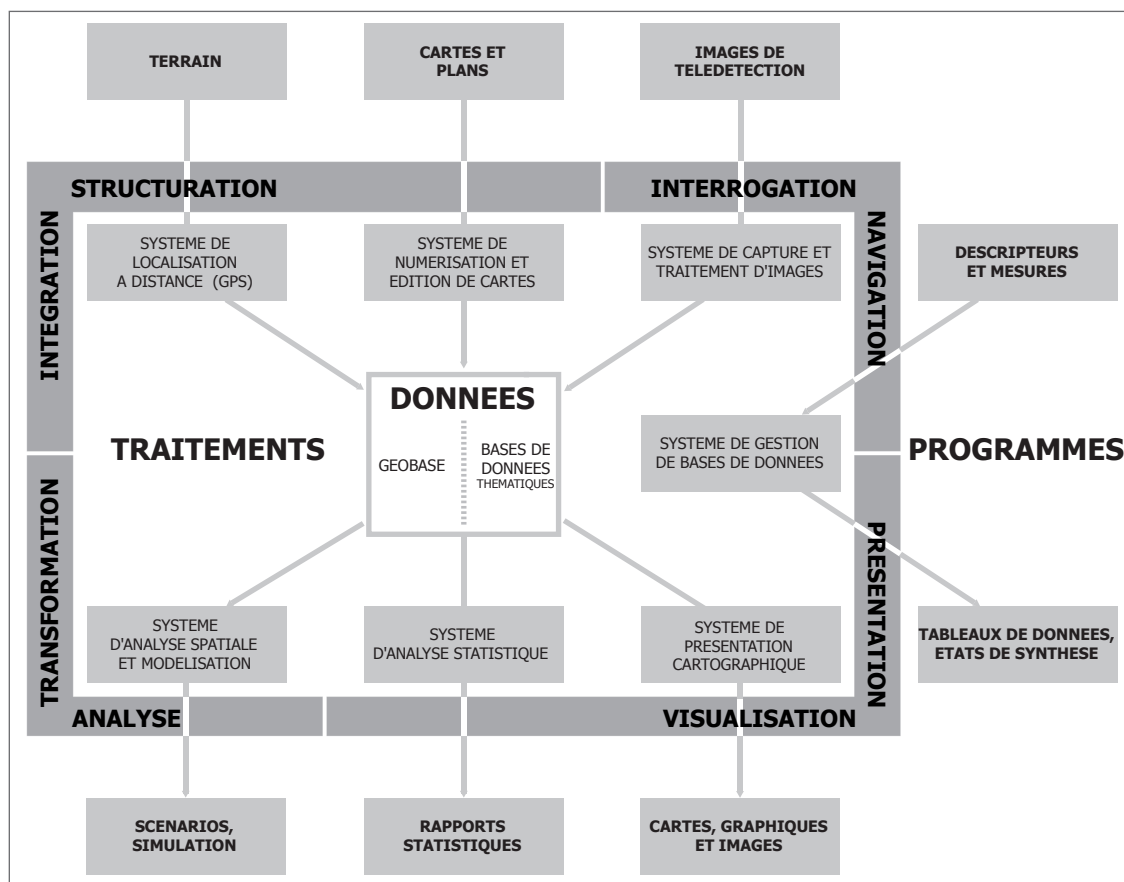 TERRAIN
CARTES ET
PLANS
IMAGES DE
TELEDETECTION
STRUCTURATION
INTERROGATION
INTEGRATION
NAVIGATION
SYSTEME DE
LOCALISATION
A DISTANCE (GPS)
SYSTEME DE
NUMERISATION ET
EDITION DE CARTES
SYSTEME DE CAPTURE ET
TRAITEMENT D'IMAGES
DESCRIPTEURS
ET MESURES
DONNEES
GEOBASE
BASES DE
DONNEES
THEMATIQUES
TRAITEMENTS
SYSTEME DE GESTION
DE BASES DE DONNEES
PROGRAMMES
TRANSFORMATION
PRESENTATION
SYSTEME
D'ANALYSE SPATIALE
ET MODELISATION
SYSTEME
D'ANALYSE STATISTIQUE
SYSTEME DE
PRESENTATION
CARTOGRAPHIQUE
TABLEAUX DE DONNEES,
ETATS DE SYNTHESE
ANALYSE
VISUALISATION
SCENARIOS,
SIMULATION
RAPPORTS
STATISTIQUES
CARTES, GRAPHIQUES
ET IMAGES